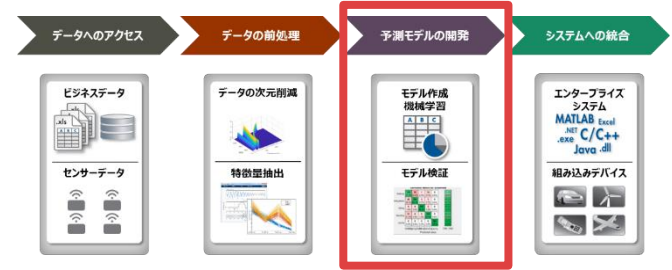 データへのアクセス
データの前処理
予測モデルの開発
システムへの統合
ビジネスデータ
.xls
A B C
センサーデータ
データの次元削減
特徴量抽出
モデル作成
機械学習
A B C
モデル検証
エンタープライズ
システム
MATLAB Excel
.NET C/C++
.exe
Java .dll
組み込みデバイス